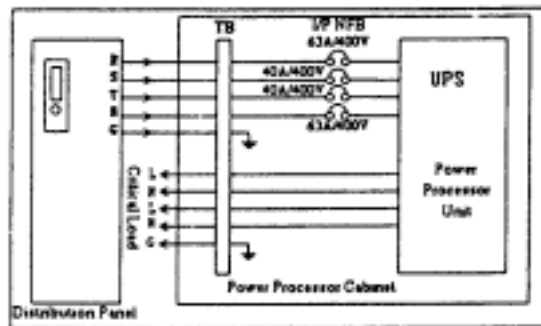 TB
I/P NFB
63A/400V
R
S
40A/400V
T
40A/400V
N
G
63A/400V
UPS
Critical Load
L
N
L
N
G
Power
Processor
Unit
Power Processor Cabinet
Distribution Panel